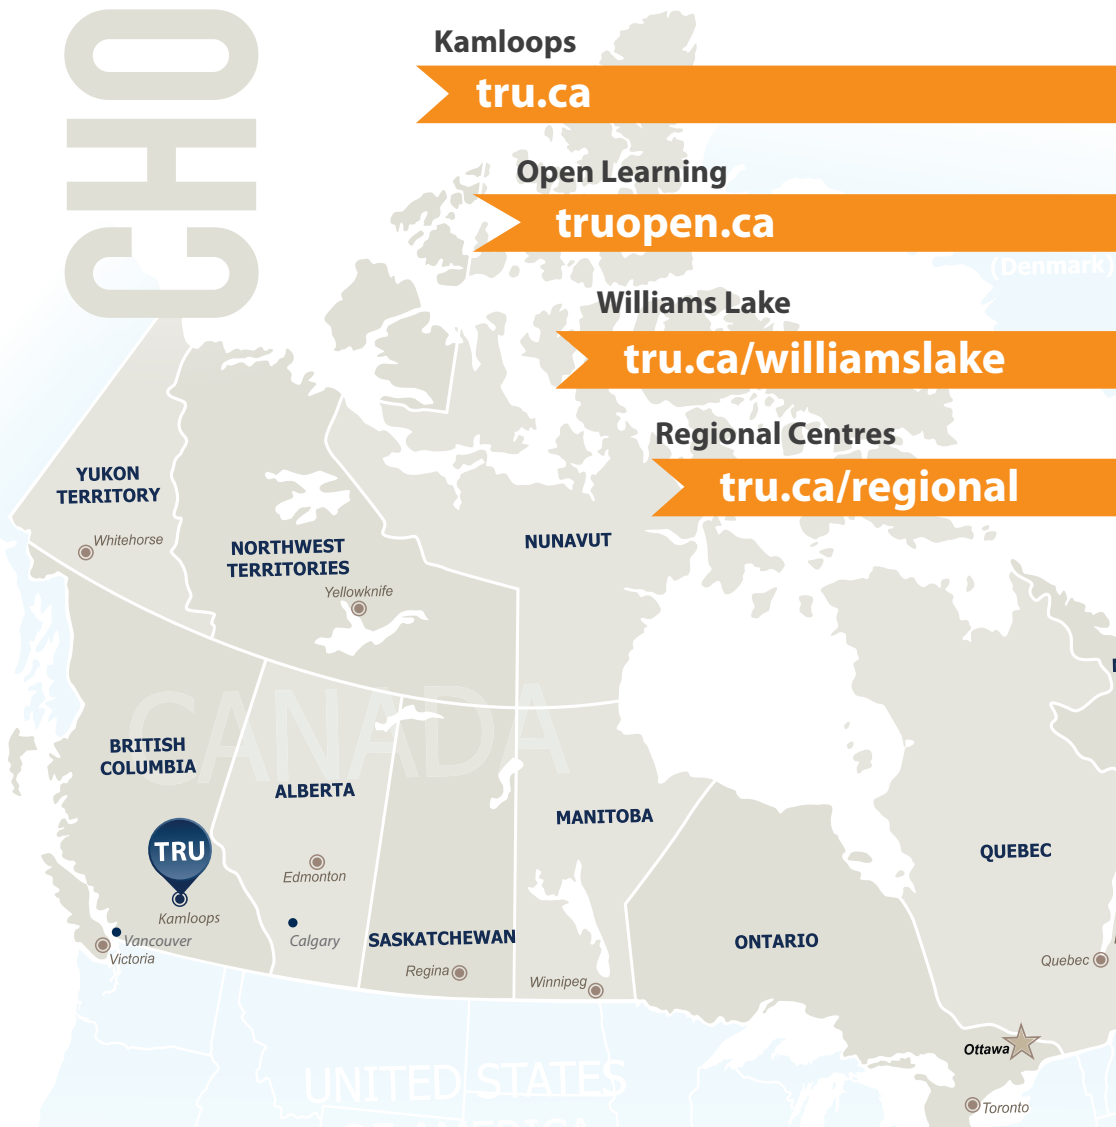 CHO
Kamloops
tru.ca
Open Learning
truopen.ca
(Denmark)
Williams Lake
tru.ca/williamslake
Regional Centres
tru.ca/regional
YUKON
TERRITORY
Whitehorse
NORTHWEST
TERRITORIES
Yellowknife
NUNAVUT
CANADA
BRITISH
COLUMBIA
ALBERTA
MANITOBA
QUEBEC
TRU
Edmonton
Kamloops
Vancouver
Victoria
Calgary
SASKATCHEWAN
Regina
Winnipeg
ONTARIO
Quebec
Ottawa
Toronto
UNITED STATES
OF AMERICA